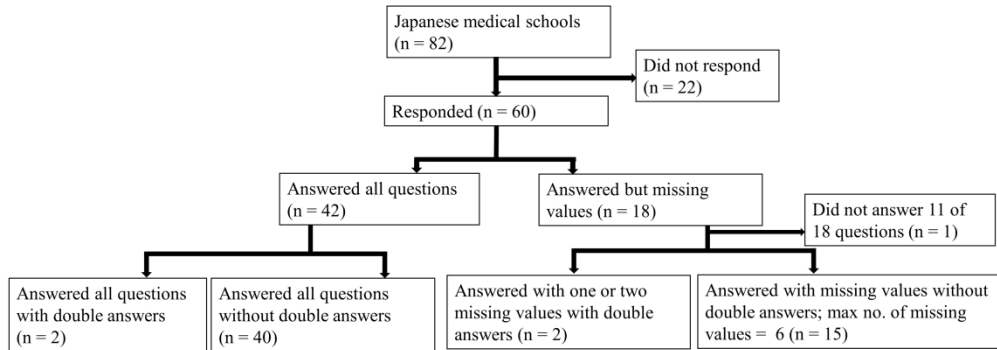 Japanese medical schools
(n = 82)
Did not respond
(n = 22)
Responded (n = 60)
Answered all questions
(n = 42)
Answered but missing
values (n = 18)
Did not answer 11 of
18 questions (n = 1)
Answered all questions
with double answers
(n = 2)
Answered all questions
without double answers
(n = 40)
Answered with one or two
missing values with double
answers (n = 2)
Answered with missing values without
double answers; max no. of missing
values = 6 (n = 15)